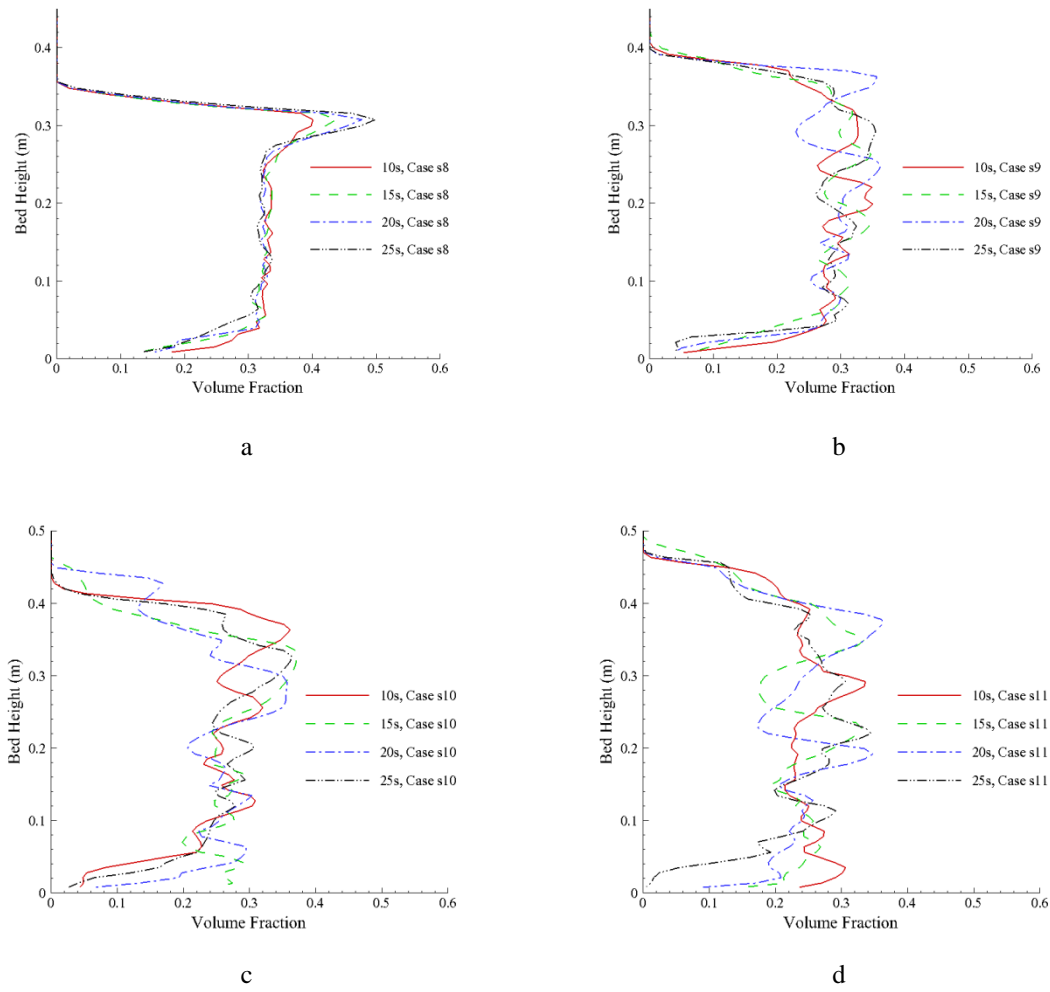 0.4
0.3
0.2
0.1
0
Bed Height (m)
10s, Case s8
15s, Case s8
20s, Case s8
25s, Case s8
0 0.1 0.2 0.3 0.4 0.5 0.6
Volume Fraction
a
0.4
0.3
0.2
0.1
0
Bed Height (m)
10s, Case s9
15s, Case s9
20s, Case s9
25s, Case s9
0 0.1 0.2 0.3 0.4 0.5 0.6
Volume Fraction
b
0.5
0.4
0.3
0.2
0.1
0
Bed Height (m)
10s, Case s10
15s, Case s10
20s, Case s10
25s, Case s10
0 0.1 0.2 0.3 0.4 0.5 0.6
Volume Fraction
c
0.5
0.4
0.3
0.2
0.1
0
Bed Height (m)
10s, Case s11
15s, Case s11
20s, Case s11
25s, Case s11
0 0.1 0.2 0.3 0.4 0.5 0.6
Volume Fraction
d